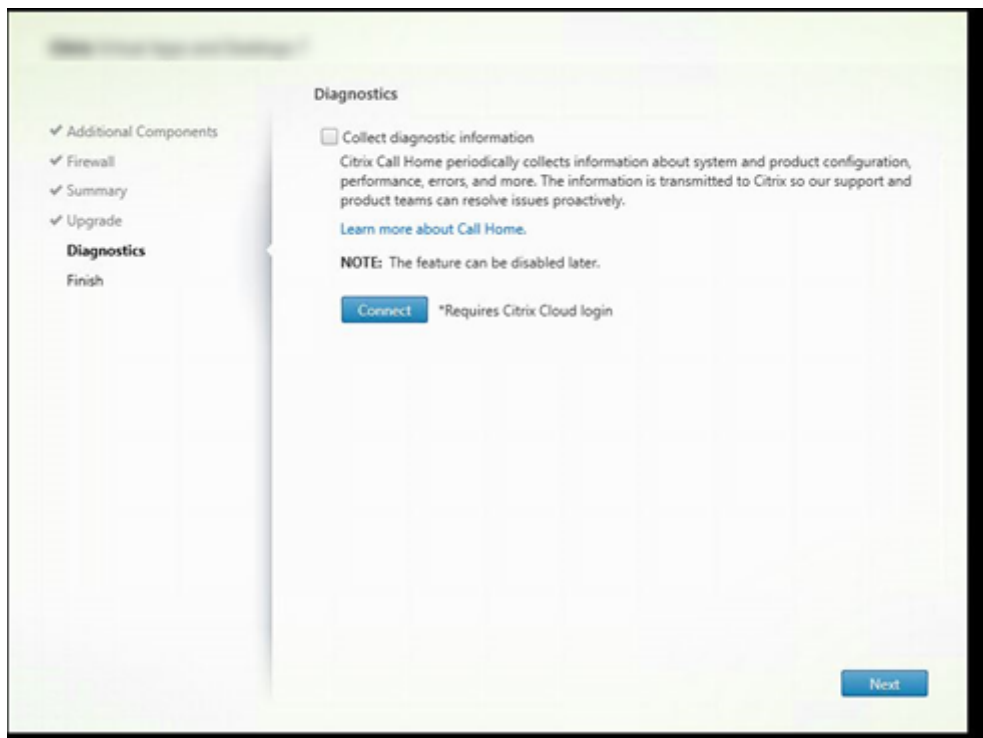 Diagnostics
✔ Additional Components
✔ Firewall
✔ Summary
✔ Upgrade
Diagnostics
Finish
Collect diagnostic information
Citrix Call Home periodically collects information about system and product configuration,
performance, errors, and more. The information is transmitted to Citrix so our support and
product teams can resolve issues proactively.
Learn more about Call Home.
NOTE: The feature can be disabled later.
Connect *Requires Citrix Cloud login
Next